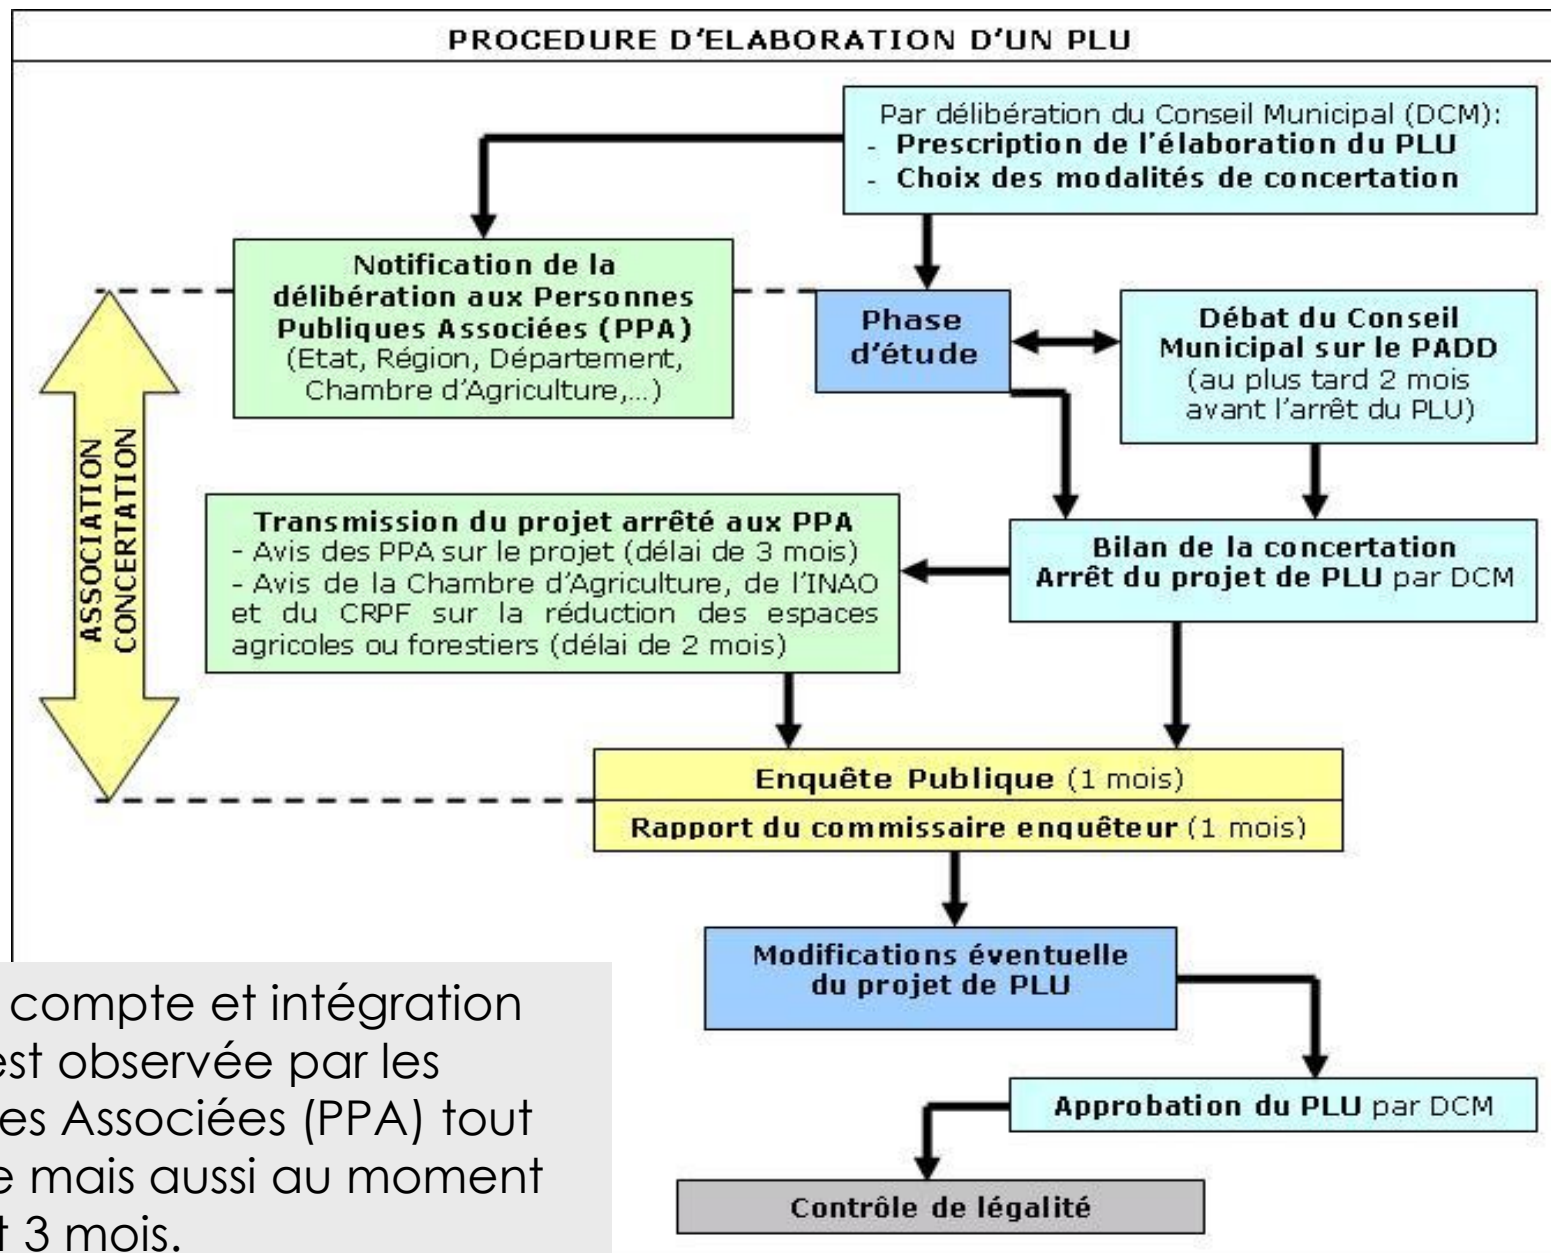 PROCEDURE D'ELABORATION D'UN PLU
Par délibération du Conseil Municipal (DCM):
- Prescription de l'élaboration du PLU
- Choix des modalités de concertation
Notification de la
délibération aux Personnes
Publiques Associées (PPA)
(Etat, Région, Département,
Chambre d'Agriculture,...)
Phase
d'étude
Débat du Conseil
Municipal sur le PADD
(au plus tard 2 mois
avant l'arrêt du PLU)
ASSOCIATION
CONCERTATION
Transmission du projet arrêté aux PPA
- Avis des PPA sur le projet (délai de 3 mois)
- Avis de la Chambre d'Agriculture, de l'INAO
et du CRPF sur la réduction des espaces
agricoles ou forestiers (délai de 2 mois)
Bilan de la concertation
Arrêt du projet de PLU par DCM
Enquête Publique (1 mois)
Rapport du commissaire enquêteur (1 mois)
Modifications éventuelle
du projet de PLU
Approbation du PLU par DCM
Contrôle de légalité
compte et intégration
est observée par les
es Associées (PPA) tout
e mais aussi au moment
t 3 mois.